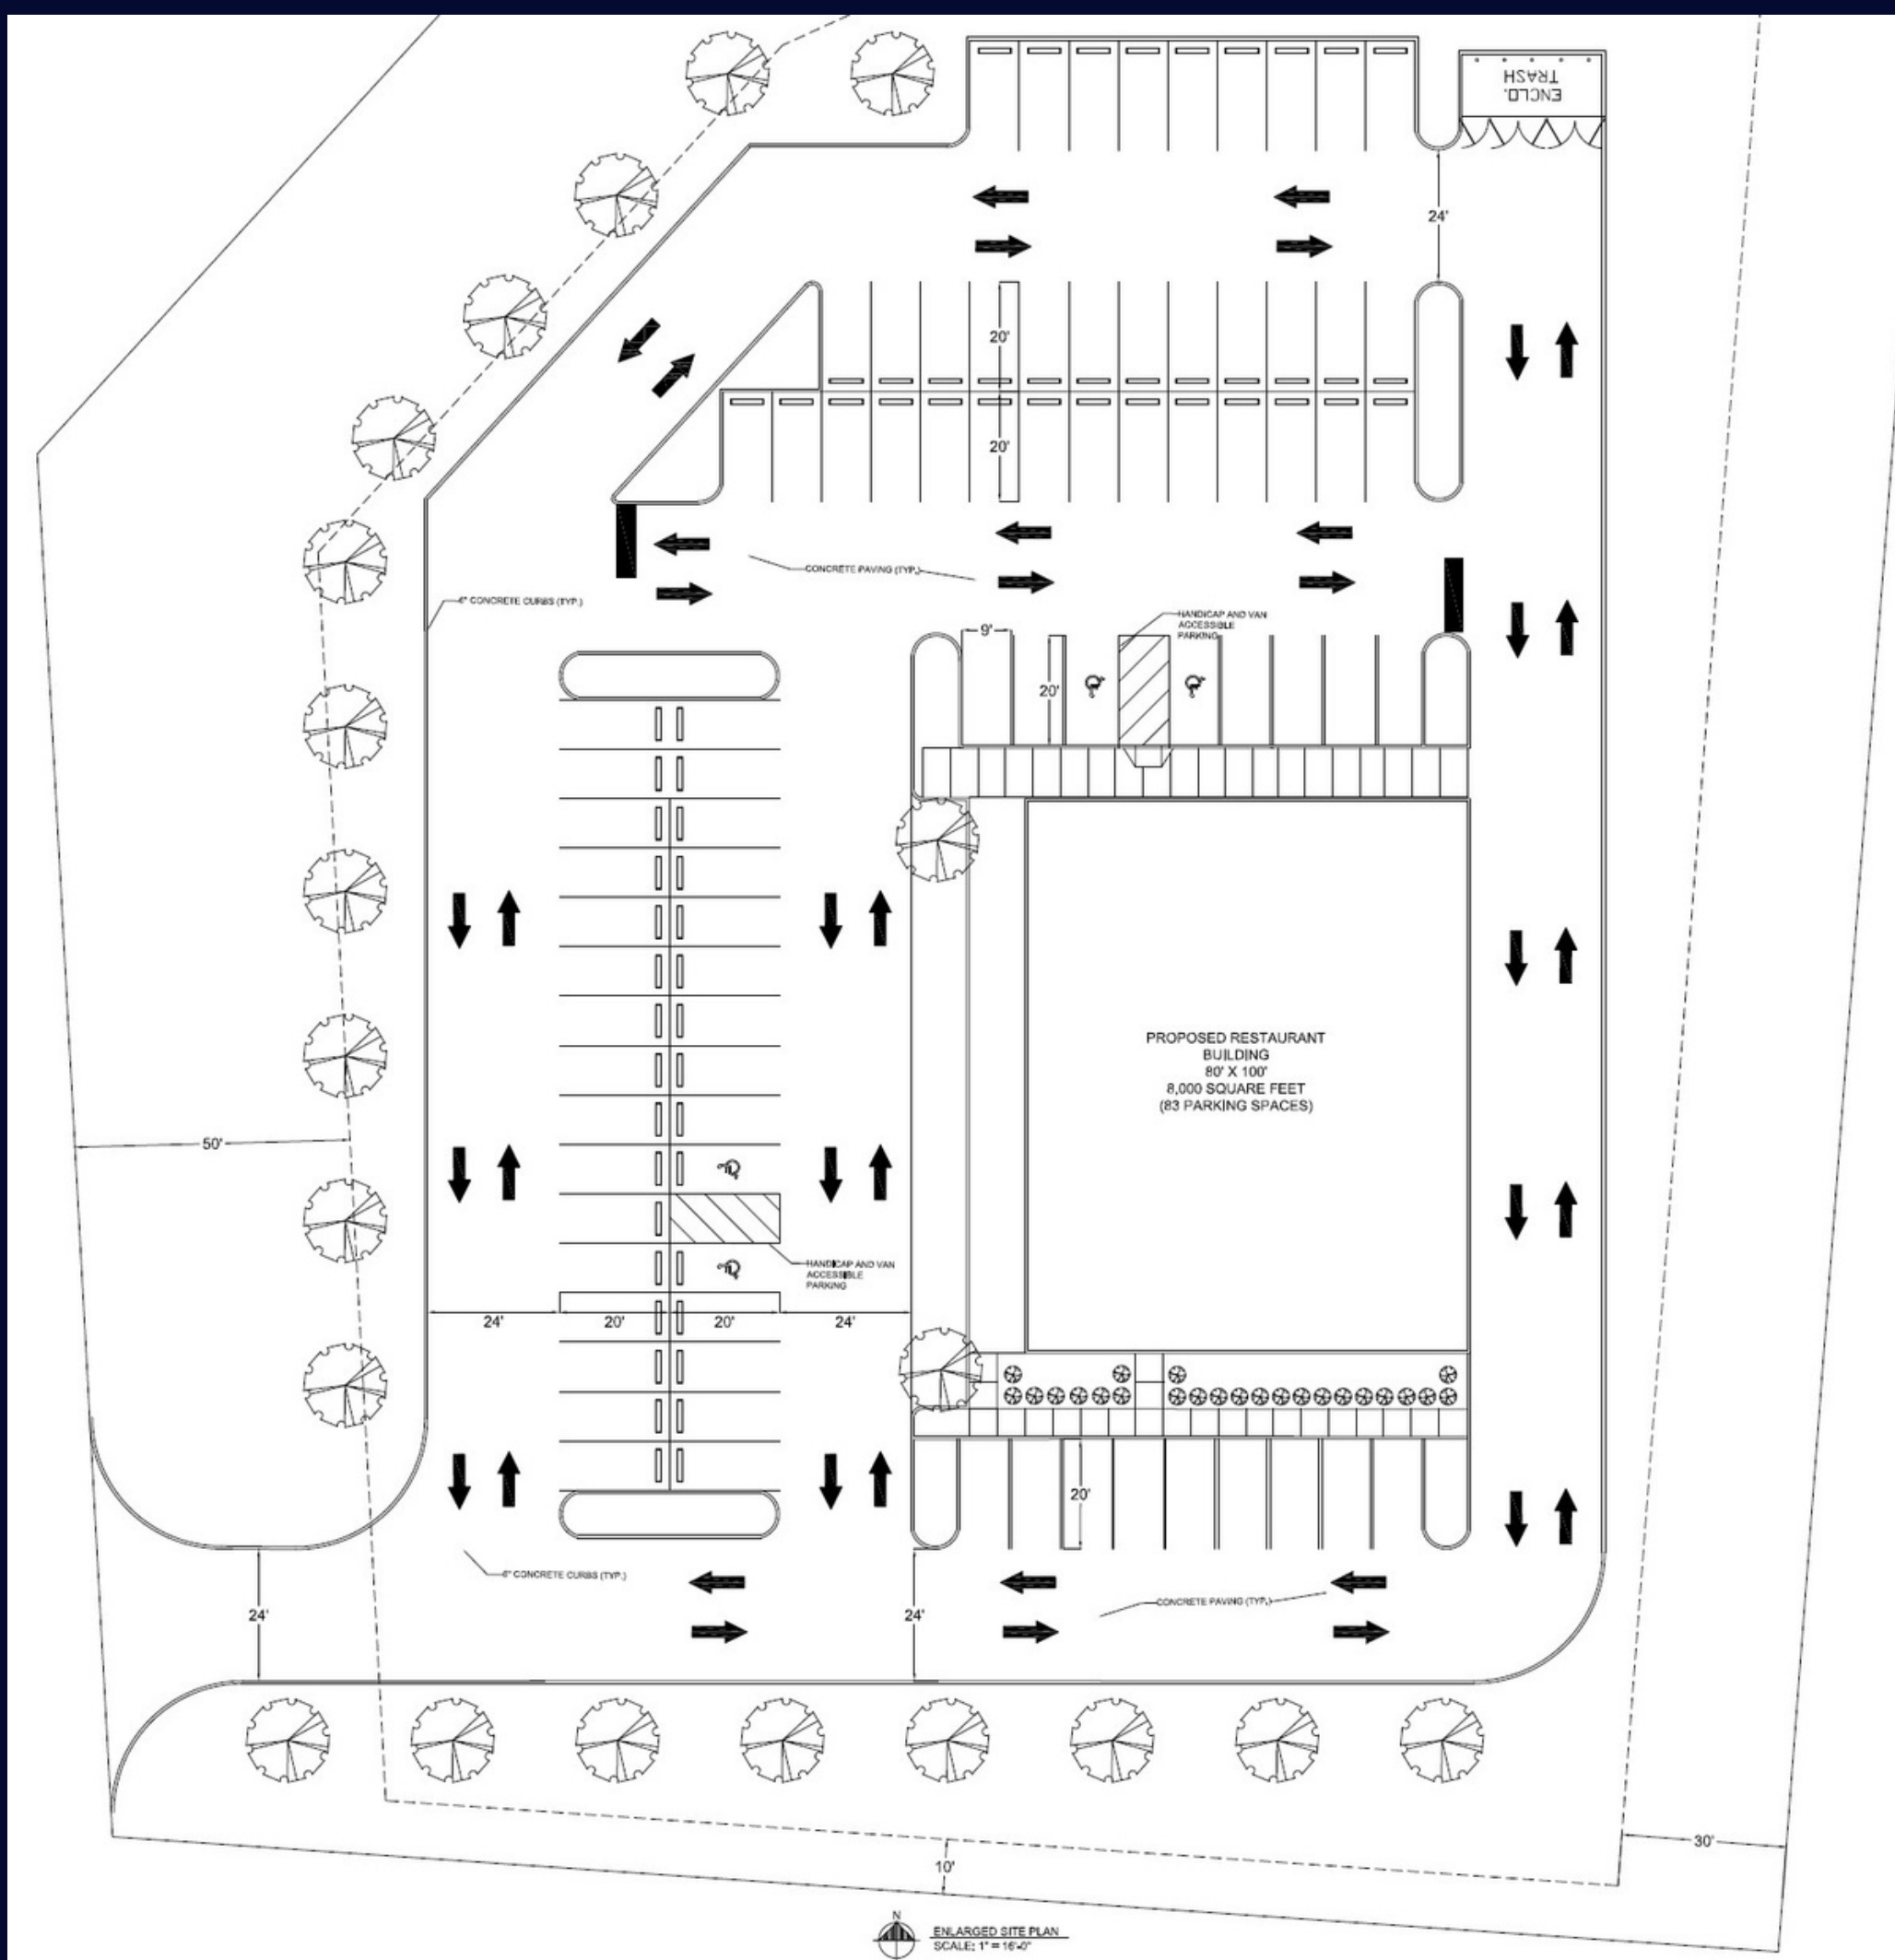 ENCLO.
TRASH
24'
20'
20'
CONCRETE PAVING (TYP.)
6" CONCRETE CURBS (TYP.)
HANDICAP AND VAN
ACCESSIBLE
PARKING
9'
20'
PROPOSED RESTAURANT
BUILDING
80' X 100'
8,000 SQUARE FEET
(83 PARKING SPACES)
50'
HANDICAP AND VAN
ACCESSIBLE
PARKING
24'
20'
20'
24'
20'
6" CONCRETE CURBS (TYP.)
CONCRETE PAVING (TYP.)
24'
24'
30'
10'
N
ENLARGED SITE PLAN
SCALE: 1" = 16'-0"